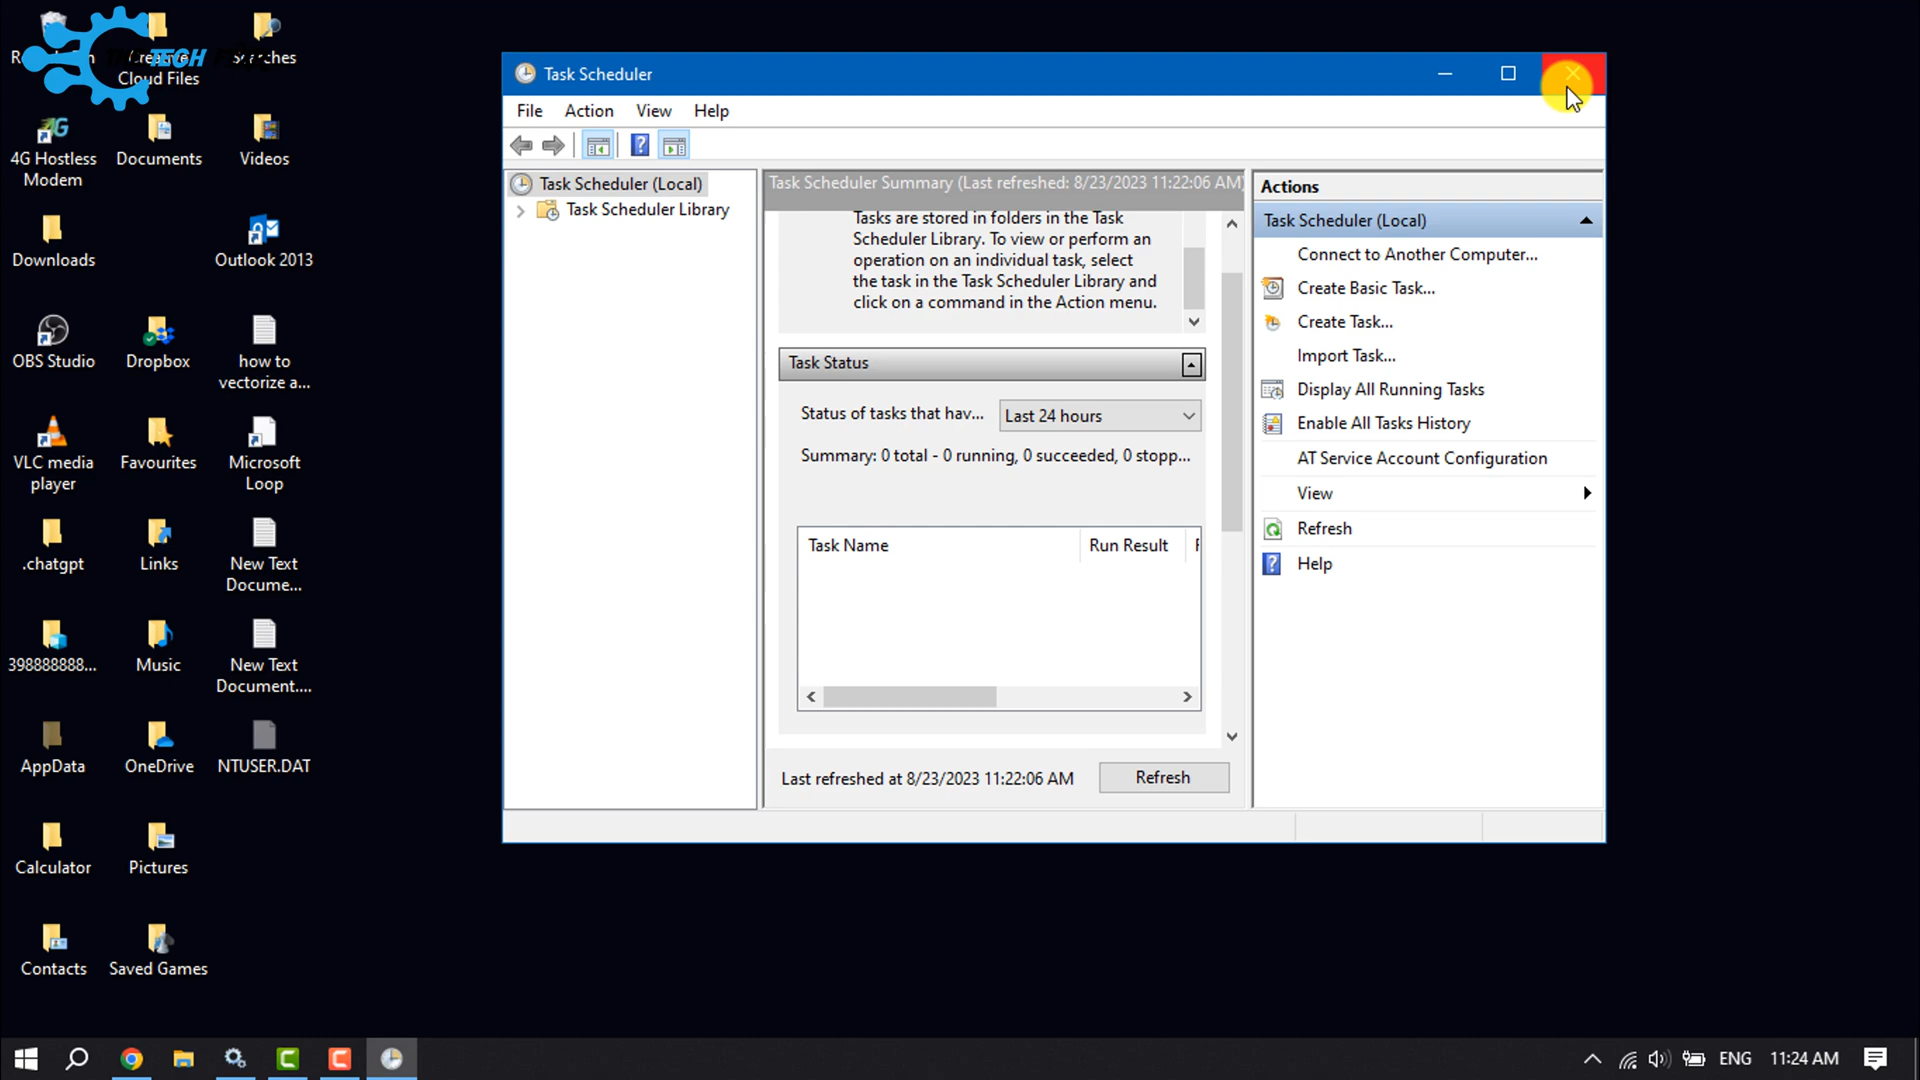 Searches
Cloud Files
4G Hostless
Modem
Documents
Videos
Downloads
Outlook 2013
OBS Studio
Dropbox
how to
vectorize a...
VLC media
player
Favourites
Microsoft
Loop
.chatgpt
Links
New Text
Docume...
398888888...
Music
New Text
Document....
AppData
OneDrive
NTUSER.DAT
Calculator
Pictures
Contacts
Saved Games
TECH
Task Scheduler
File Action View Help
Task Scheduler (Local)
Task Scheduler Library
Task Scheduler Summary (Last refreshed: 8/23/2023 11:22:06 AM)
Tasks are stored in folders in the Task
Scheduler Library. To view or perform an
operation on an individual task, select
the task in the Task Scheduler Library and
click on a command in the Action menu.
Task Status
Status of tasks that hav... Last 24 hours
Summary: 0 total - 0 running, 0 succeeded, 0 stopp...
Task Name Run Result
Last refreshed at 8/23/2023 11:22:06 AM Refresh
Actions
Task Scheduler (Local)
Connect to Another Computer...
Create Basic Task...
Create Task...
Import Task...
Display All Running Tasks
Enable All Tasks History
AT Service Account Configuration
View
Refresh
Help
ENG 11:24 AM